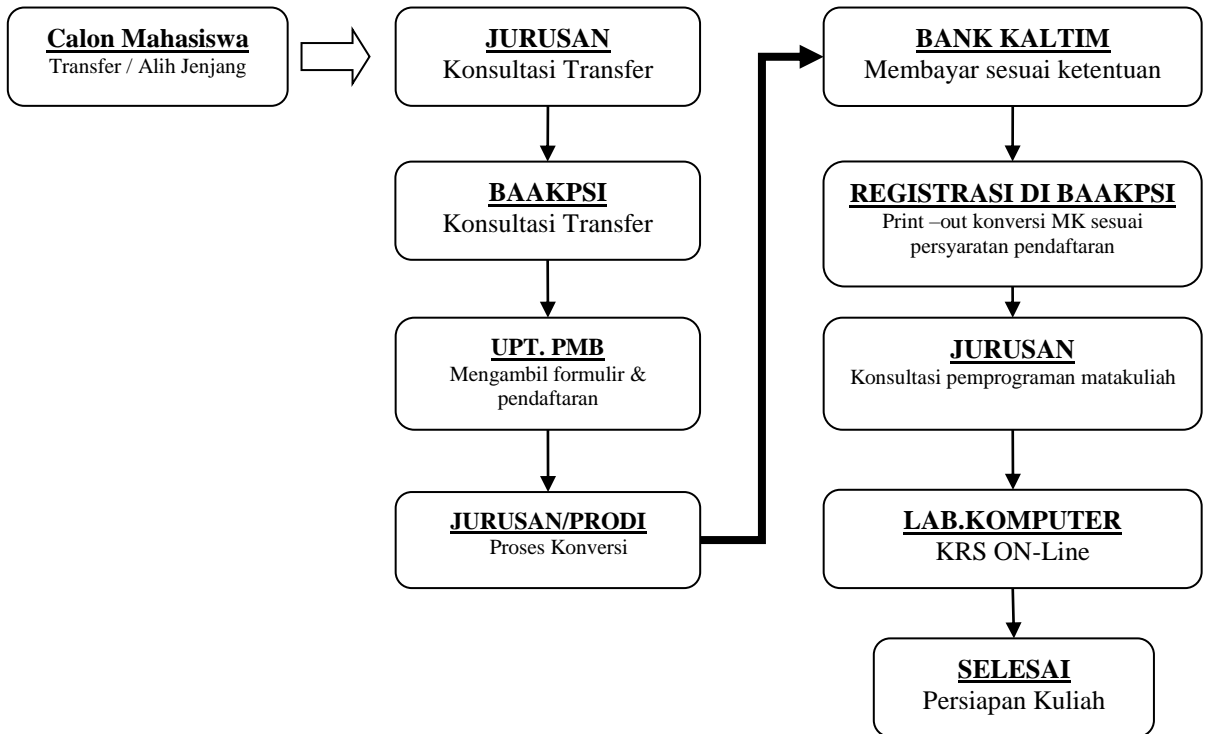 Calon Mahasiswa
Transfer / Alih Jenjang
JURUSAN
Konsultasi Transfer
BAAKPSI
Konsultasi Transfer
UPT. PMB
Mengambil formulir &
pendaftaran
JURUSAN/PRODI
Proses Konversi
BANK KALTIM
Membayar sesuai ketentuan
REGISTRASI DI BAAKPSI
Print –out konversi MK sesuai
persyaratan pendaftaran
JURUSAN
Konsultasi pemprograman matakuliah
LAB.KOMPUTER
KRS ON-Line
SELESAI
Persiapan Kuliah